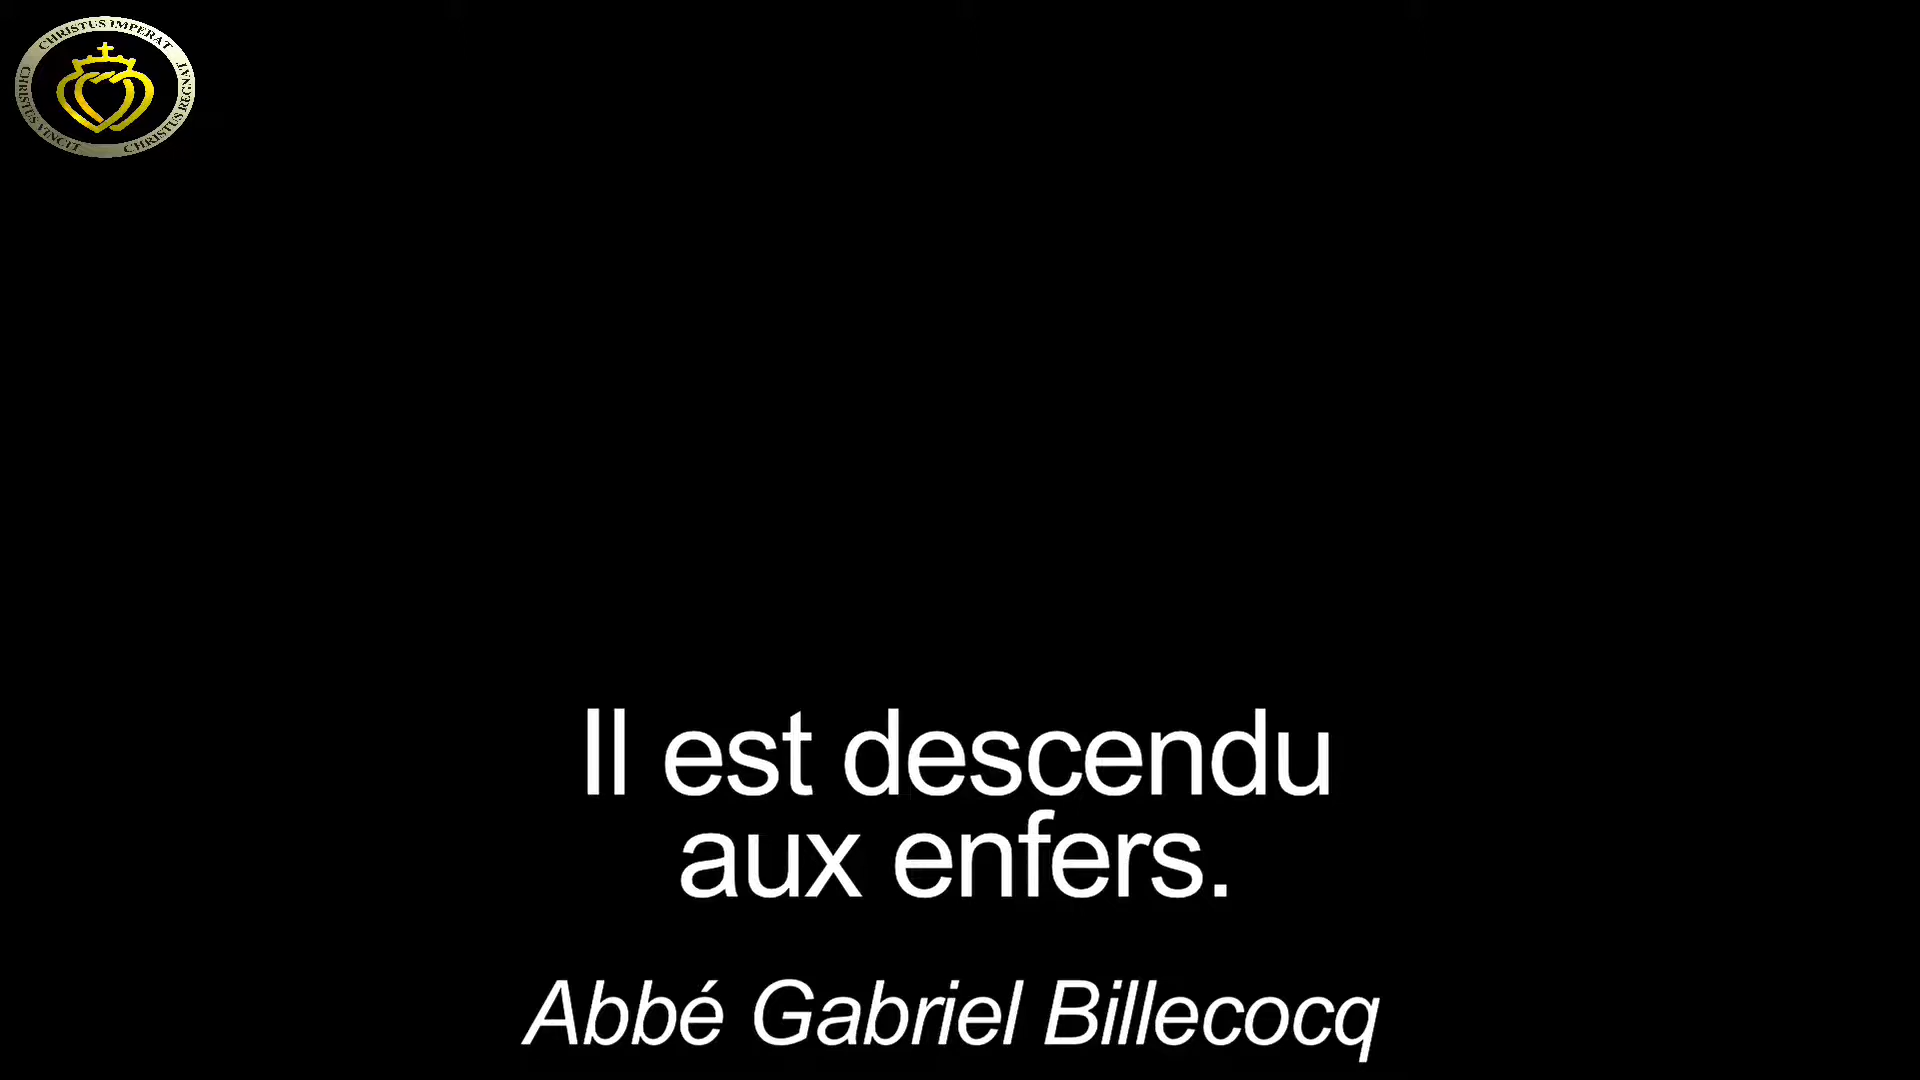 CHRISTUS IMPERAT
CHRISTUS VINCIT
CHRISTUS REGNAT
Il est descendu
aux enfers.
Abbé Gabriel Billecocq